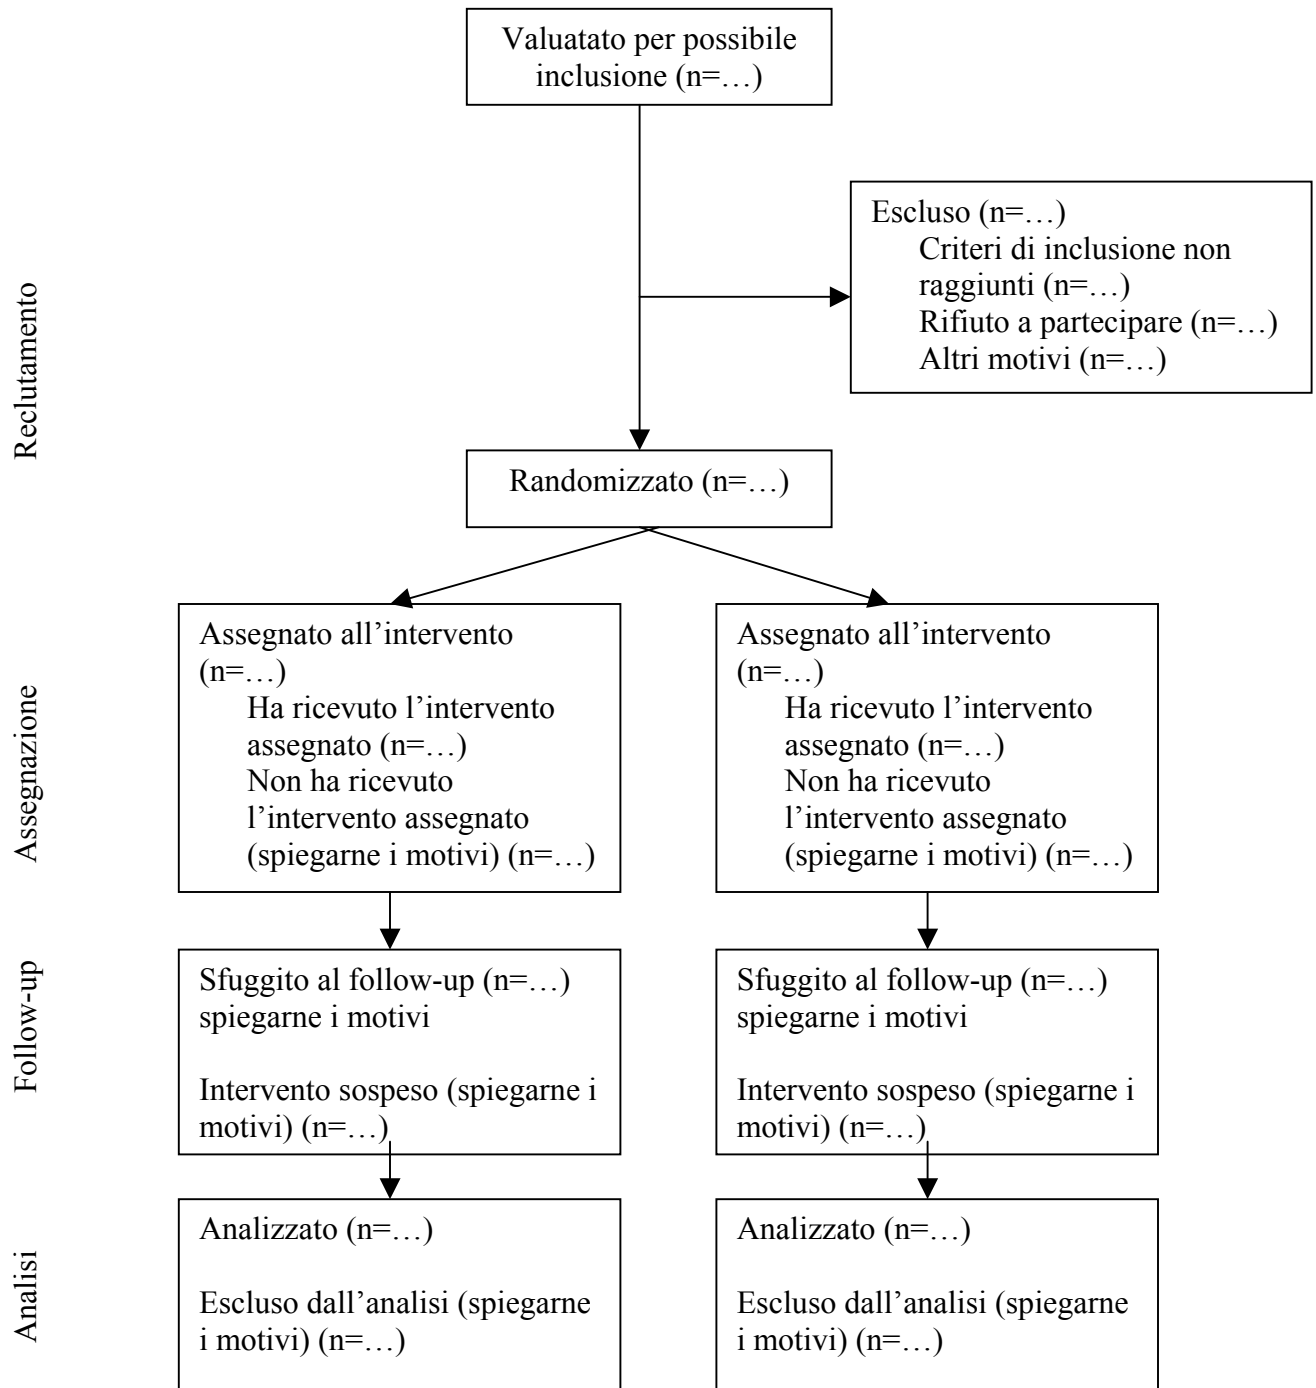 Valuatato per possibile
inclusione (n=…)
Escluso (n=…)
Criteri di inclusione non
raggiunti (n=…)
Rifiuto a partecipare (n=…)
Altri motivi (n=…)
Reclutamento
Randomizzato (n=…)
Assegnazione
Assegnato all’intervento
(n=…)
Ha ricevuto l’intervento
assegnato (n=…)
Non ha ricevuto
l’intervento assegnato
(spiegarne i motivi) (n=…)
Assegnato all’intervento
(n=…)
Ha ricevuto l’intervento
assegnato (n=…)
Non ha ricevuto
l’intervento assegnato
(spiegarne i motivi) (n=…)
Follow-up
Sfuggito al follow-up (n=…)
spiegarne i motivi
Intervento sospeso (spiegarne i
motivi) (n=…)
Sfuggito al follow-up (n=…)
spiegarne i motivi
Intervento sospeso (spiegarne i
motivi) (n=…)
Analisi
Analizzato (n=…)
Escluso dall’analisi (spiegarne
i motivi) (n=…)
Analizzato (n=…)
Escluso dall’analisi (spiegarne
i motivi) (n=…)